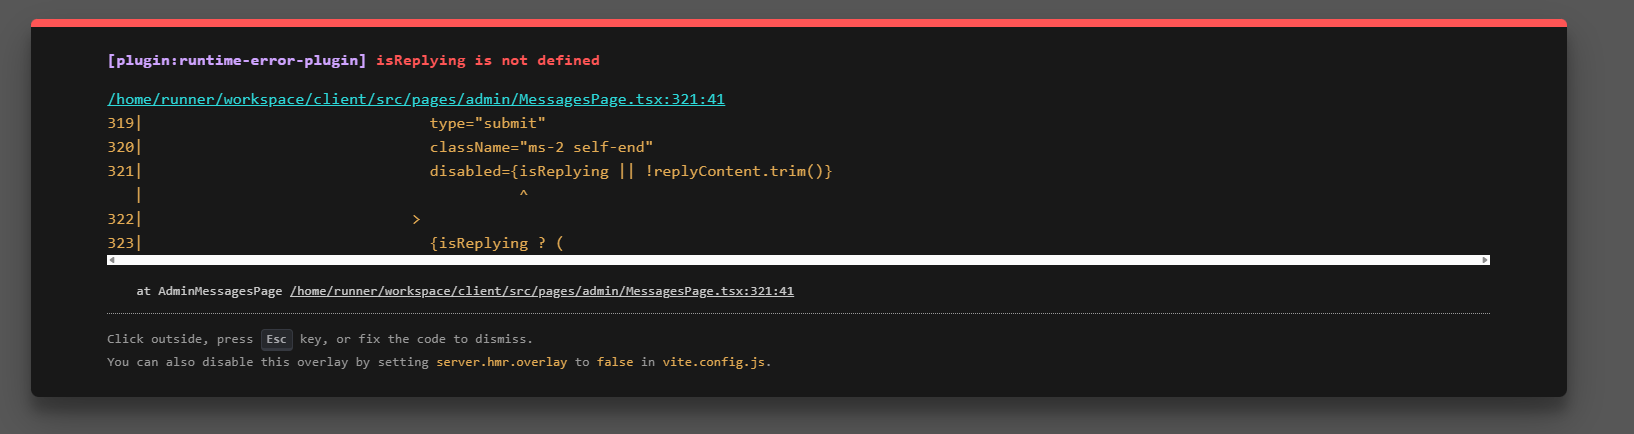 [plugin:runtime-error-plugin] isReplying is not defined
/home/runner/workspace/client/src/pages/admin/MessagesPage.tsx:321:41
319|                                type="submit"
320|                                className="ms-2 self-end"
321|                                disabled={isReplying || !replyContent.trim()}
   |                                          ^
322|                              >
323|                                {isReplying ? (
at AdminMessagesPage /home/runner/workspace/client/src/pages/admin/MessagesPage.tsx:321:41
Click outside, press Esc key, or fix the code to dismiss.
You can also disable this overlay by setting server.hmr.overlay to false in vite.config.js.